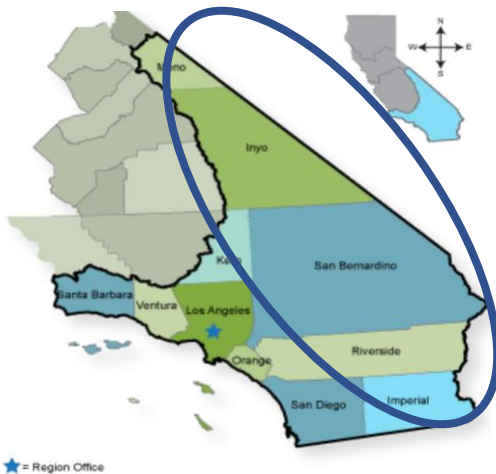 N
W E
S
Mono
Inyo
Kern
San Bernardino
Santa Barbara
Ventura
Los Angeles
Orange
Riverside
San Diego
Imperial
= Region Office